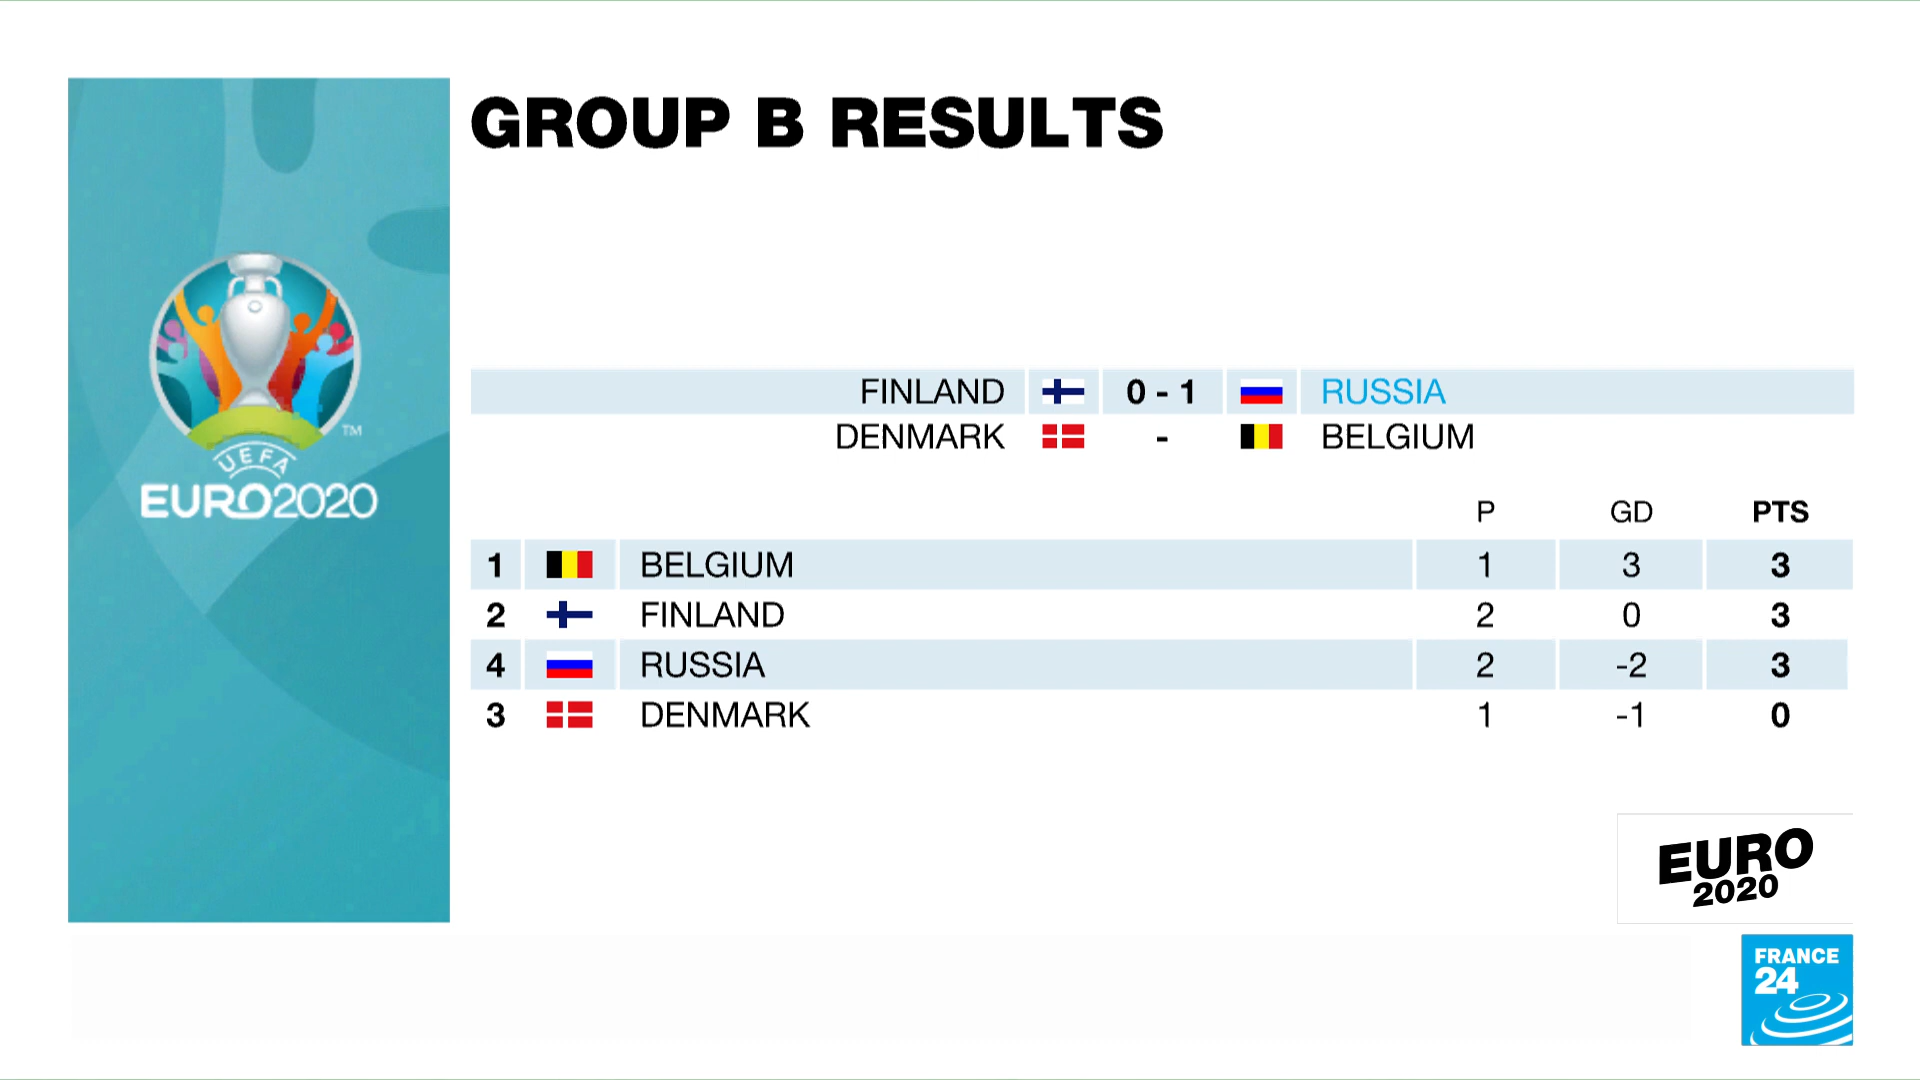 GROUP B RESULTS
FINLAND 0 - 1 RUSSIA
DENMARK - BELGIUM
P GD PTS
1 BELGIUM 1 3 3
2 FINLAND 2 0 3
4 RUSSIA 2 -2 3
3 DENMARK 1 -1 0
TM
UEFA
EURO2020
EURO
2020
FRANCE
24